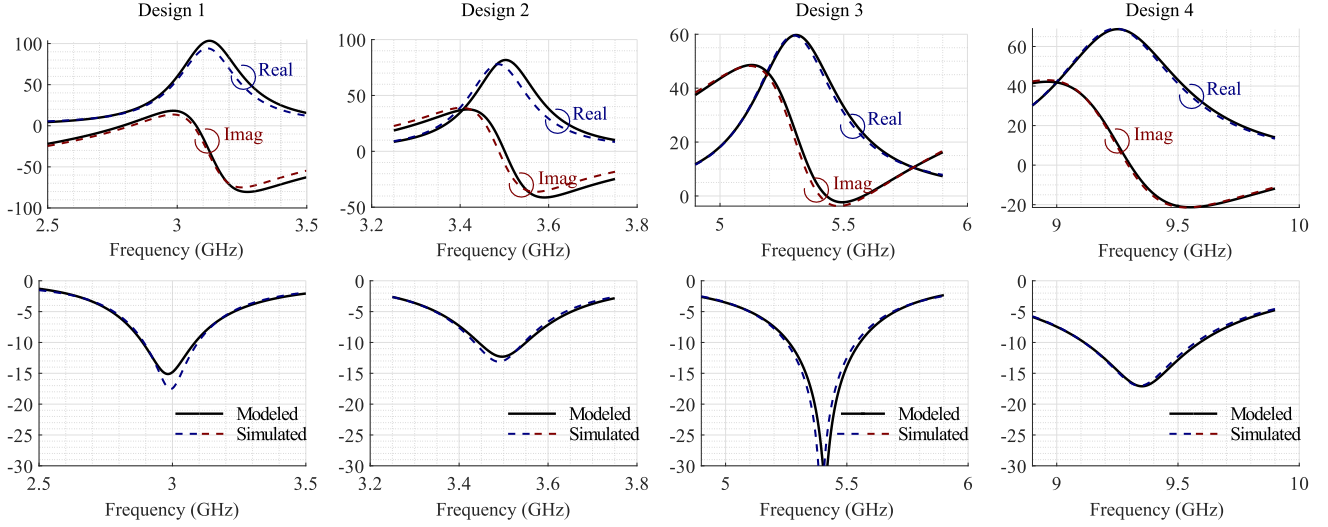 Design 1
Design 2
Design 3
Design 4
100
50
0
-50
-100
Real
Imag
2.5
3
3.5
Frequency (GHz)
100
50
0
-50
Real
Imag
3.2
3.4
3.6
3.8
Frequency (GHz)
60
40
20
0
Real
Imag
5
5.5
6
Frequency (GHz)
60
40
20
0
-20
Real
Imag
9
9.5
10
Frequency (GHz)
0
-5
-10
-15
-20
-25
-30
Modeled
Simulated
2.5
3
3.5
Frequency (GHz)
0
-5
-10
-15
-20
-25
-30
Modeled
Simulated
3.2
3.4
3.6
3.8
Frequency (GHz)
0
-5
-10
-15
-20
-25
-30
Modeled
Simulated
5
5.5
6
Frequency (GHz)
0
-5
-10
-15
-20
-25
-30
Modeled
Simulated
9
9.5
10
Frequency (GHz)